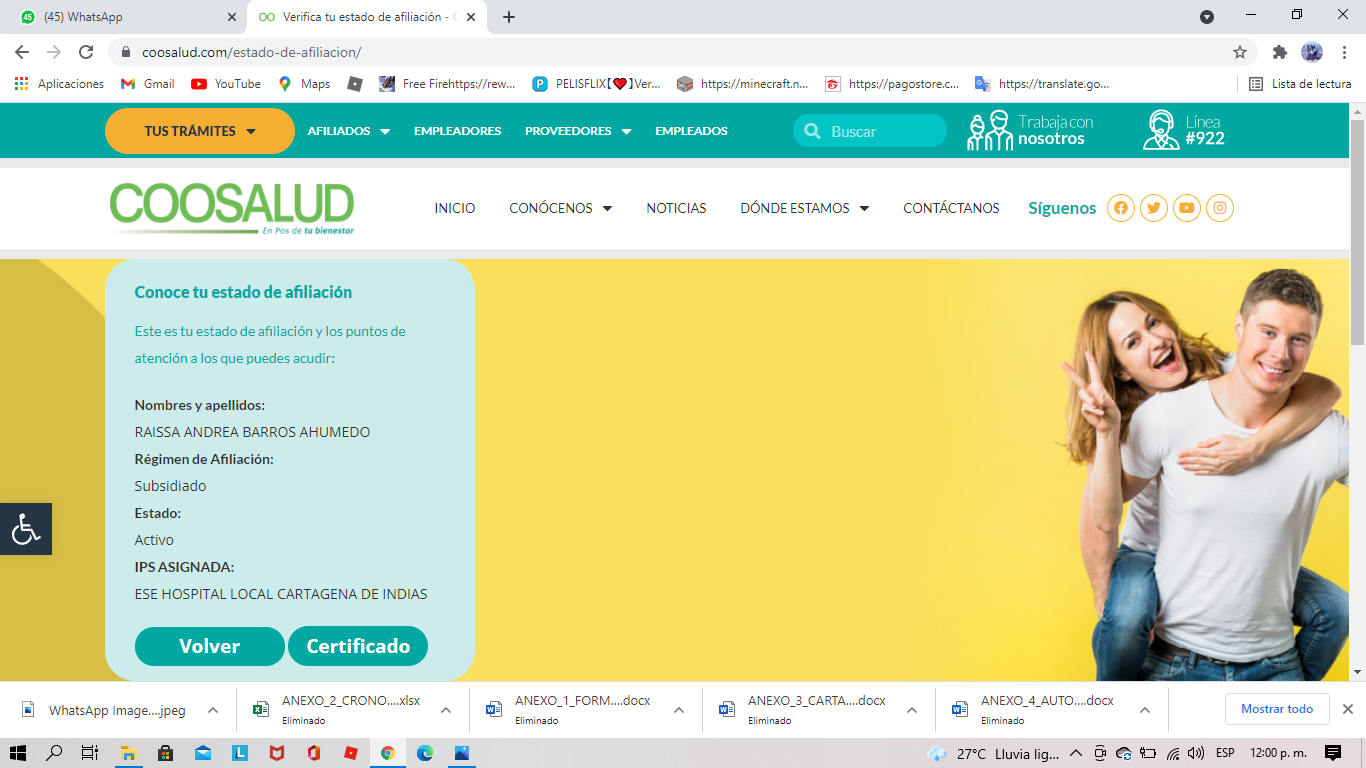 (45) WhatsApp
Verifica tu estado de afiliación - C
coosalud.com/estado-de-afiliacion/
Aplicaciones
Gmail
YouTube
Maps
Free Firehttps://rew...
PELISFLIX【❤️】Ver...
https://minecraft.n...
https://pagostore.c...
https://translate.go...
Lista de lectura
TUS TRÁMITES
AFILIADOS
EMPLEADORES
PROVEEDORES
EMPLEADOS
Buscar
Trabaja con
nosotros
Línea
#922
COOSALUD
En Pos de tu bienestar
INICIO
CONÓCENOS
NOTICIAS
DÓNDE ESTAMOS
CONTÁCTANOS
Síguenos
Conoce tu estado de afiliación
Este es tu estado de afiliación y los puntos de
atención a los que puedes acudir:
Nombres y apellidos:
RAISSA ANDREA BARROS AHUMEDO
Régimen de Afiliación:
Subsidiado
Estado:
Activo
IPS ASIGNADA:
ESE HOSPITAL LOCAL CARTAGENA DE INDIAS
Volver
Certificado
WhatsApp Image....jpeg
ANEXO_2_CRONO....xlsx
Eliminado
ANEXO_1_FORM....docx
Eliminado
ANEXO_3_CARTA....docx
Eliminado
ANEXO_4_AUTO....docx
Eliminado
Mostrar todo
27°C Lluvia lig...
ESP
12:00 p. m.